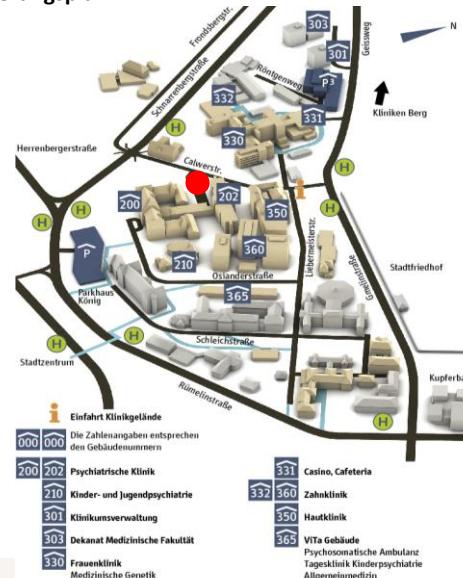 303
Frondsbergstr.
Geissweg
N
Schnarrenbergstraße
301
Röntgenweg
P3
332
Kliniken Berg
331
330
H
H
Herrenbergerstraße
Calwerstr.
H
200
202
350
H
H
P
210
360
Liebermeisterstr.
Gmelinstraße
Stadtfriedhof
Osianderstraße
Parkhaus
König
365
Schleichstraße
H
H
Stadtzentrum
Rümelinstraße
Kupferba
H
i Einfahrt Klinikgelände
000 000 Die Zahlenangaben entsprechen
den Gebäudenummern
200 202 Psychiatrische Klinik
210 Kinder- und Jugendpsychiatrie
301 Klinikumsverwaltung
303 Dekanat Medizinische Fakultät
330 Frauenklinik
Medizinische Genetik
331 Casino, Cafeteria
332 360 Zahnklinik
350 Hautklinik
365 ViTa Gebäude
Psychosomatische Ambulanz
Tagesklinik Kinderpsychiatrie
Allgemeinmedizin